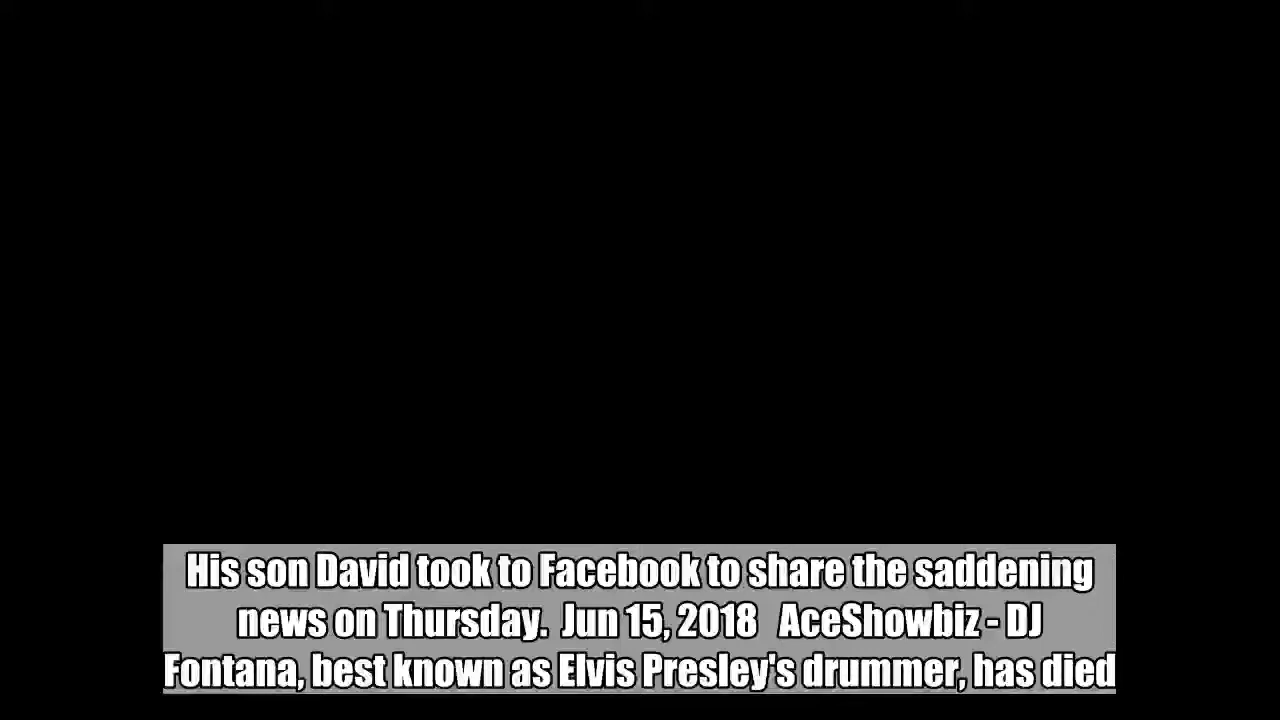 His son David took to Facebook to share the saddening
news on Thursday.  Jun 15, 2018   AceShowbiz - DJ
Fontana, best known as Elvis Presley's drummer, has died